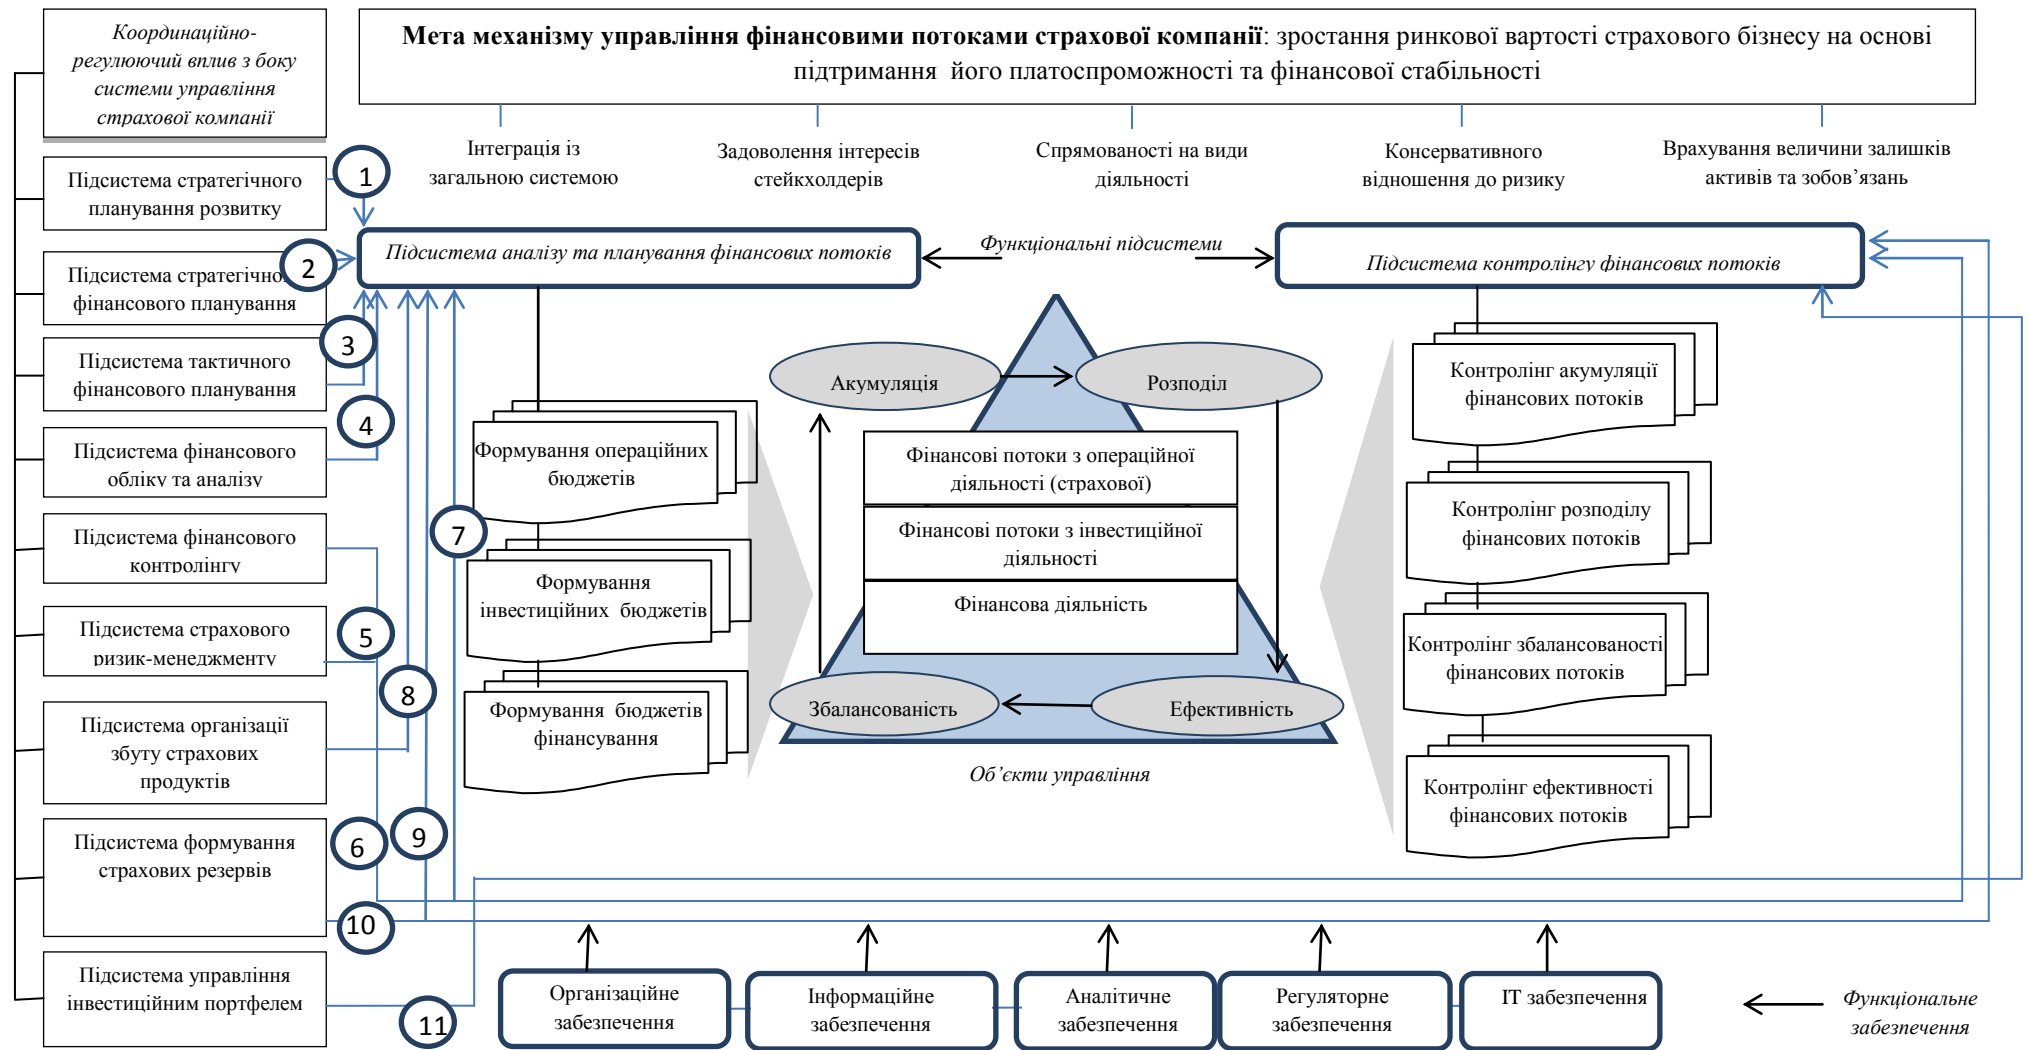 Координаційно-
регулюючий вплив з боку
системи управління
страхової компанії
Мета механізму управління фінансовими потоками страхової компанії: зростання ринкової вартості страхового бізнесу на основі
підтримання його платоспроможності та фінансової стабільності
Інтеграція із
загальною системою
Задоволення інтересів
стейкхолдерів
Спрямованості на види
діяльності
Консервативного
відношення до ризику
Врахування величини залишків
активів та зобов’язань
Підсистема стратегічного
планування розвитку
1
Підсистема стратегічного
фінансового планування
2
Підсистема тактичного
фінансового планування
3
Підсистема фінансового
обліку та аналізу
4
Підсистема фінансового
контролінгу
Підсистема страхового
ризик-менеджменту
5
Підсистема організації
збуту страхових
продуктів
Підсистема формування
страхових резервів
6
Підсистема управління
інвестиційним портфелем
7
8
9
10
11
Підсистема аналізу та планування фінансових потоків
Функціональні підсистеми
Підсистема контролінгу фінансових потоків
Формування операційних
бюджетів
Формування
інвестиційних бюджетів
Формування бюджетів
фінансування
Акумуляція
Розподіл
Фінансові потоки з операційної
діяльності (страхової)
Фінансові потоки з інвестиційної
діяльності
Фінансова діяльність
Збалансованість
Ефективність
Об’єкти управління
Контролінг акумуляції
фінансових потоків
Контролінг розподілу
фінансових потоків
Контролінг збалансованості
фінансових потоків
Контролінг ефективності
фінансових потоків
Організаційне
забезпечення
Інформаційне
забезпечення
Аналітичне
забезпечення
Регуляторне
забезпечення
ІТ забезпечення
Функціональне
забезпечення